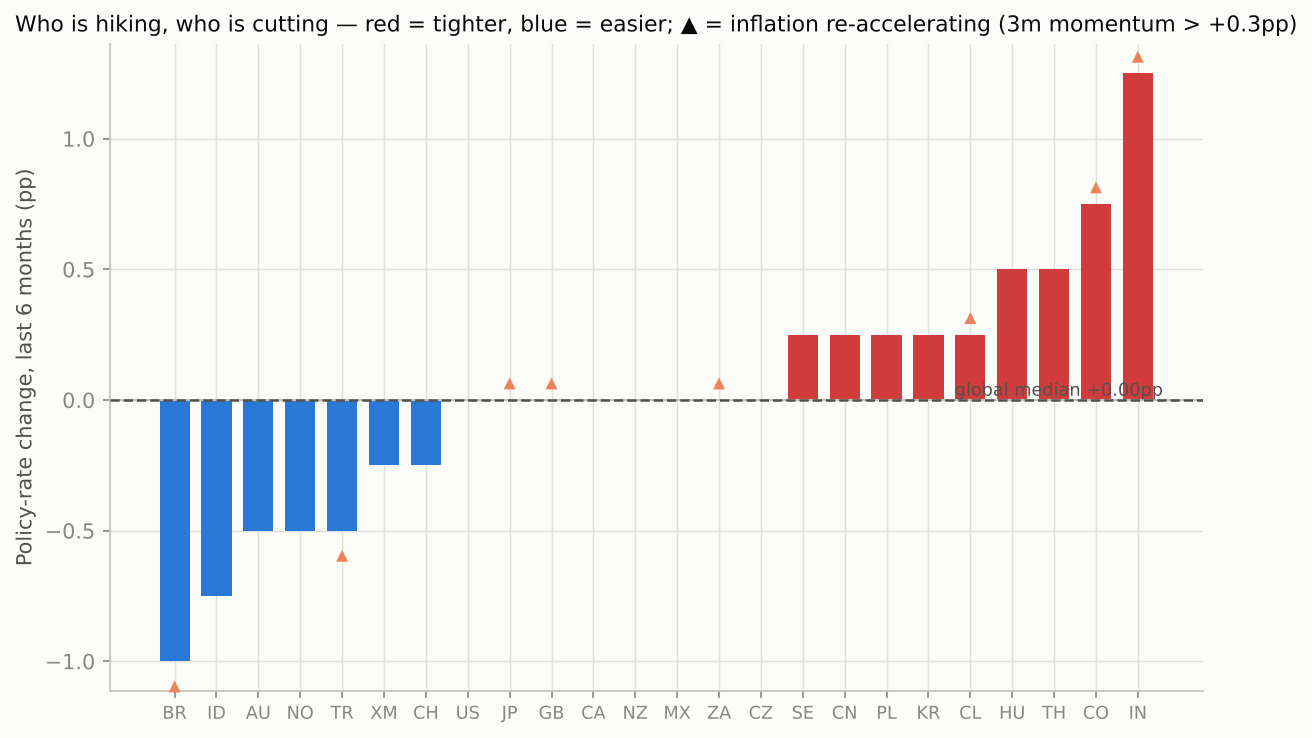 Who is hiking, who is cutting — red = tighter, blue = easier; ▲ = inflation re-accelerating (3m momentum > +0.3pp)
Policy-rate change, last 6 months (pp)
1.0
0.5
0.0
−0.5
−1.0
global median +0.00pp
BR ID AU NO TR XM CH US JP GB CA NZ MX ZA CZ SE CN PL KR CL HU TH CO IN